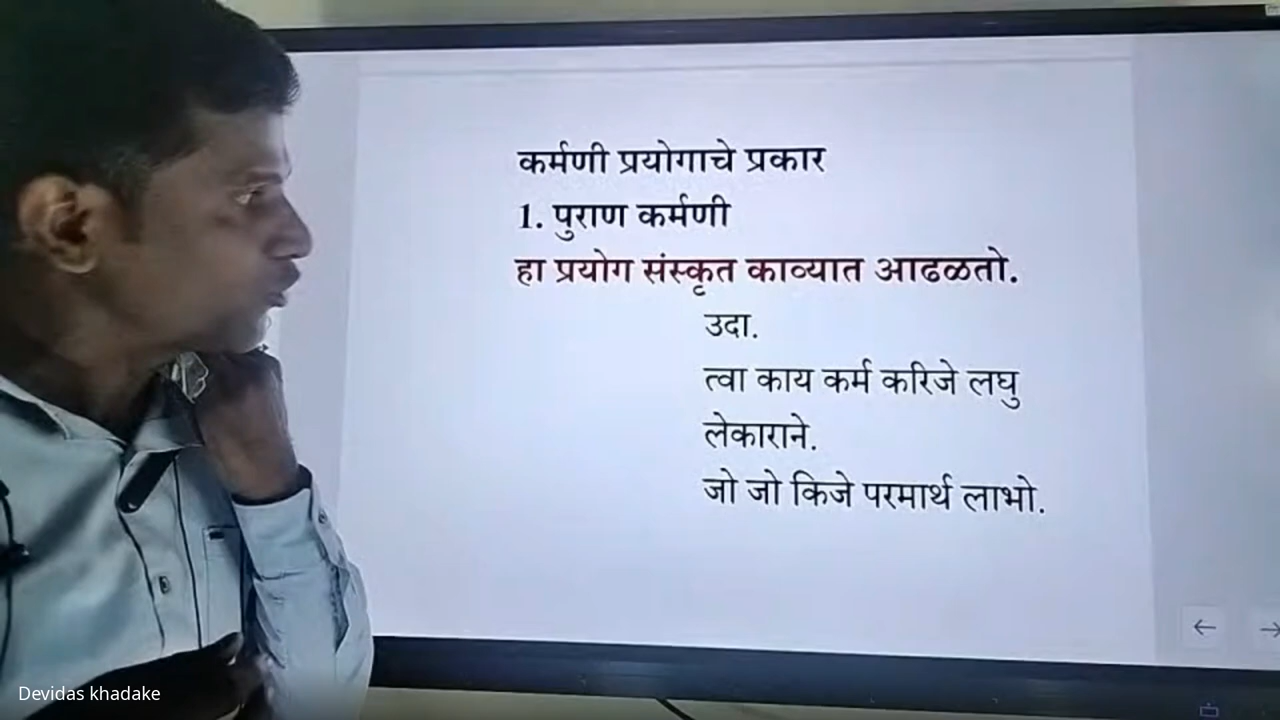 कर्मणी प्रयोगाचे प्रकार
1. पुराण कर्मणी
हा प्रयोग संस्कृत काव्यात आढळतो.
उदा.
त्वा काय कर्म करिजे लघु
लेकाराने.
जो जो किजे परमार्थ लाभो.
Devidas khadake